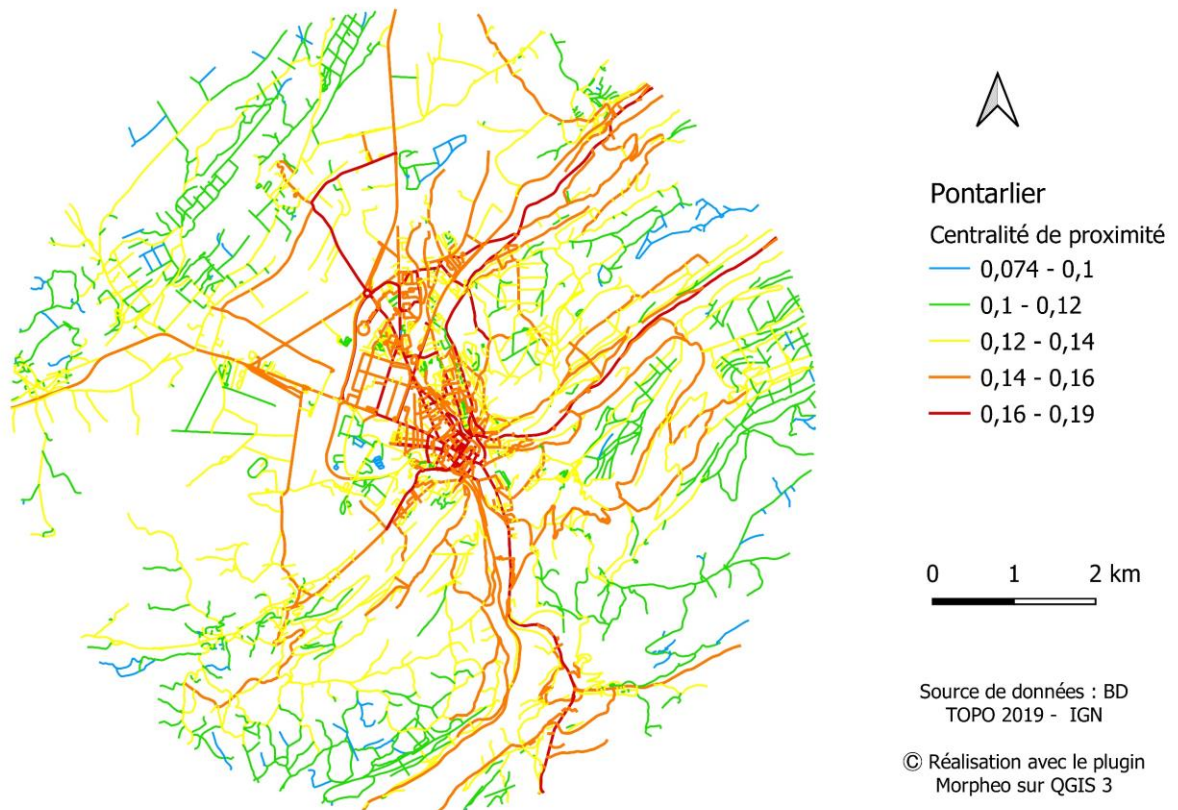 Pontarlier
Centralité de proximité
0,074 - 0,1
0,1 - 0,12
0,12 - 0,14
0,14 - 0,16
0,16 - 0,19
0 1 2 km
Source de données : BD
TOPO 2019 - IGN
© Réalisation avec le plugin
Morpheo sur QGIS 3